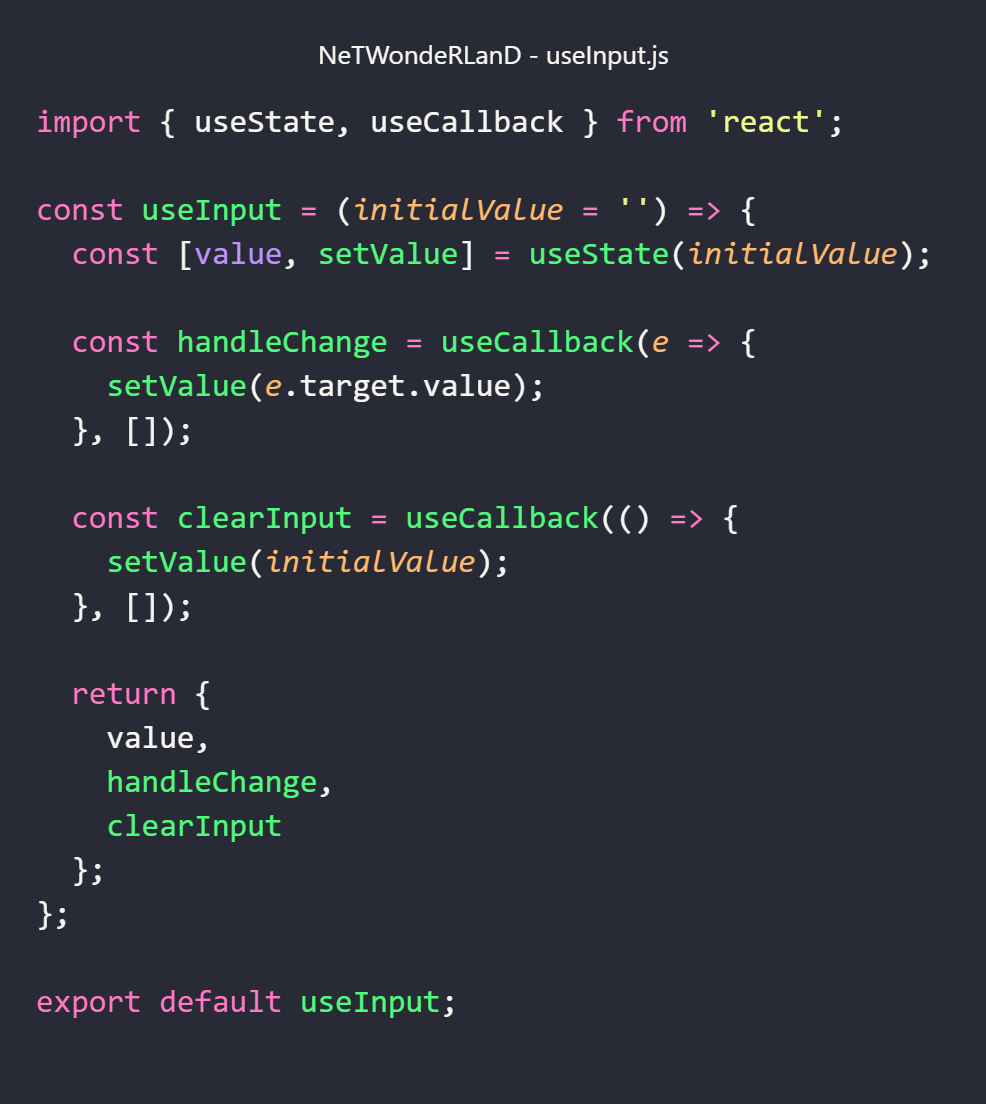 NeTWondeRLanD - useInput.js
import { useState, useCallback } from 'react';
const useInput = (initialValue = '') => {
  const [value, setValue] = useState(initialValue);
  const handleChange = useCallback(e => {
    setValue(e.target.value);
  }, []);
  const clearInput = useCallback(() => {
    setValue(initialValue);
  }, []);
  return {
    value,
    handleChange,
    clearInput
  };
};
export default useInput;